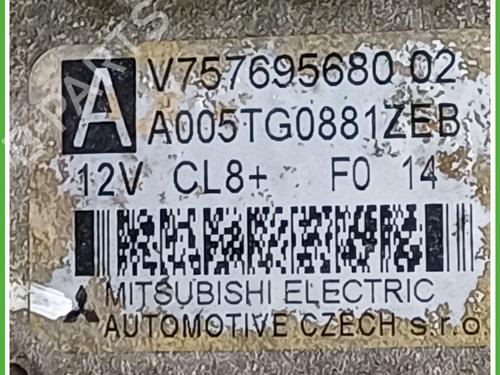 A
V757695680 02
A005TG0881ZEB
12V CL8+ F0 14
MITSUBISHI ELECTRIC
AUTOMOTIVE CZECH s.r.o.